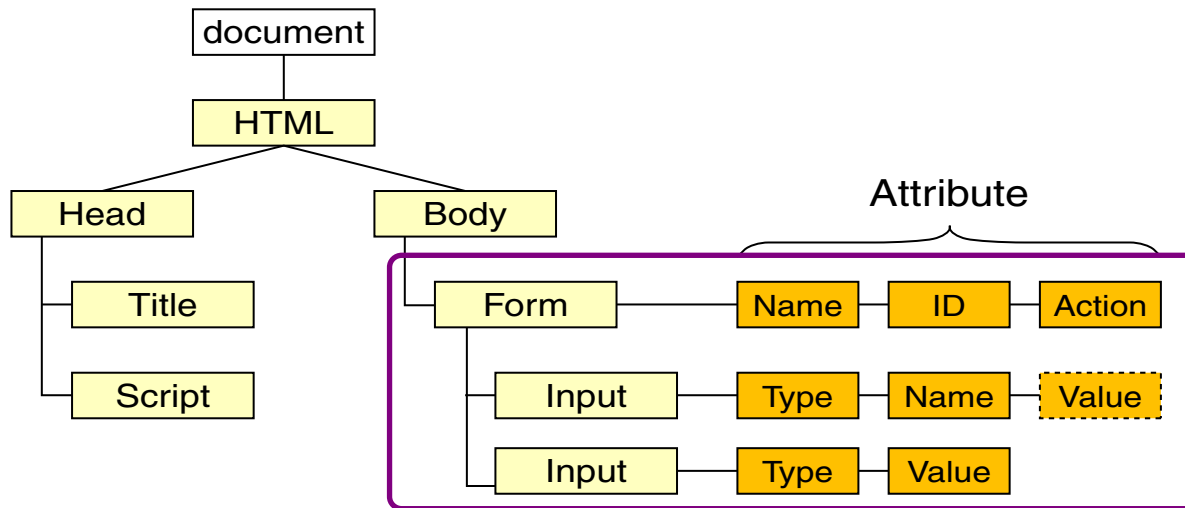 document
HTML
Head
Body
Attribute
Title
Form
Name
ID
Action
Script
Input
Type
Name
Value
Input
Type
Value